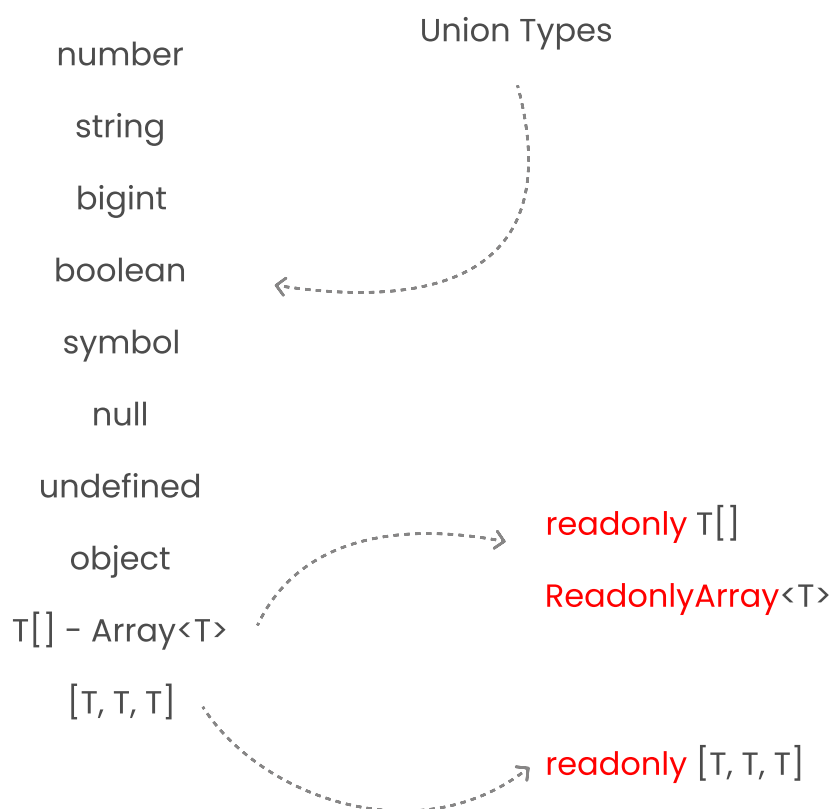 number
string
bigint
boolean
symbol
null
undefined
object
T[] - Array<T>
[T, T, T]
Union Types
readonly T[]
ReadonlyArray<T>
readonly [T, T, T]